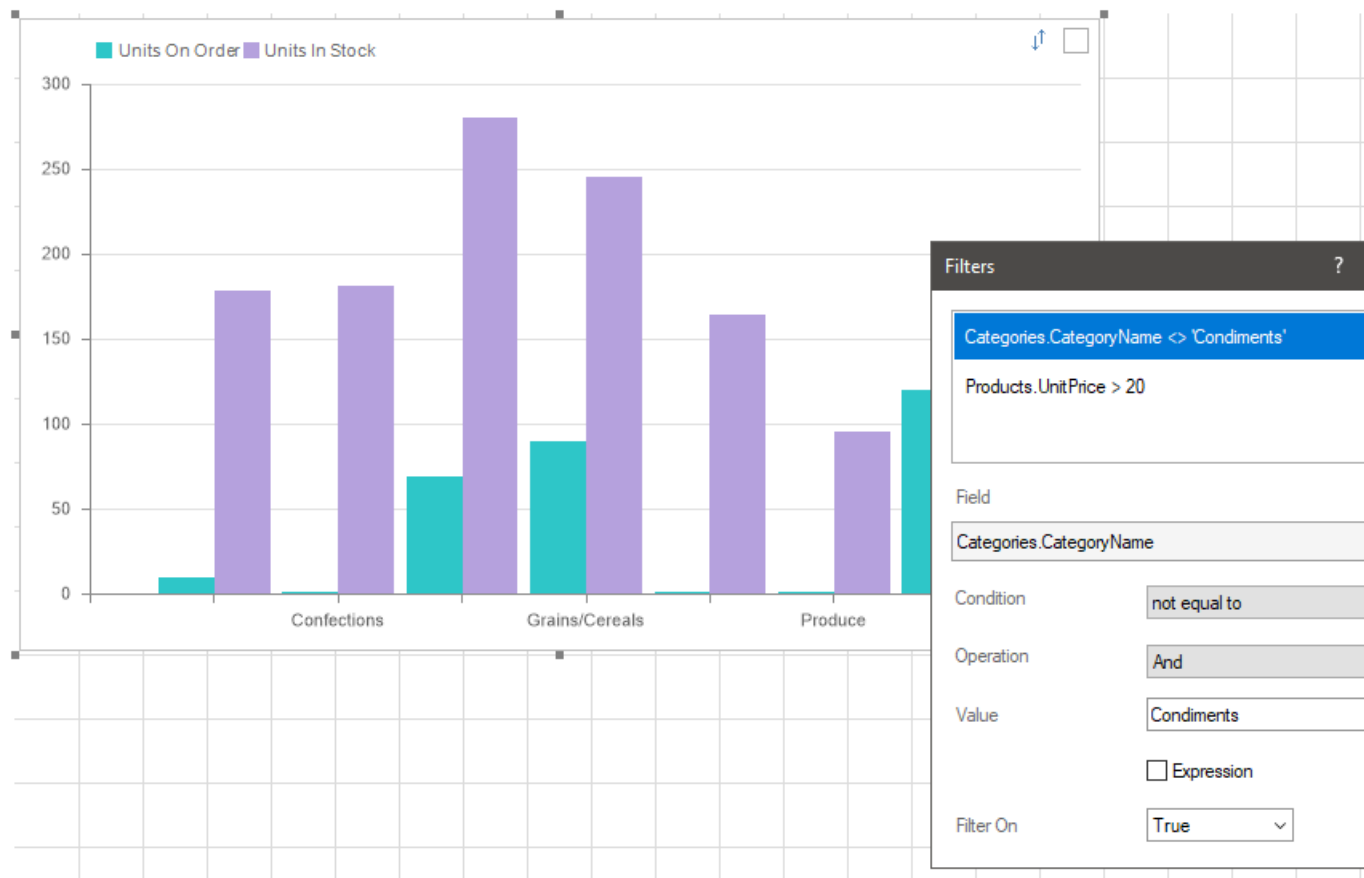 Units On Order Units In Stock
300
250
200
150
100
50
0
Confections Grains/Cereals Produce
Filters ?
Categories.CategoryName <> 'Condiments'
Products.UnitPrice > 20
Field
Categories.CategoryName
Condition not equal to
Operation And
Value Condiments
Expression
Filter On True